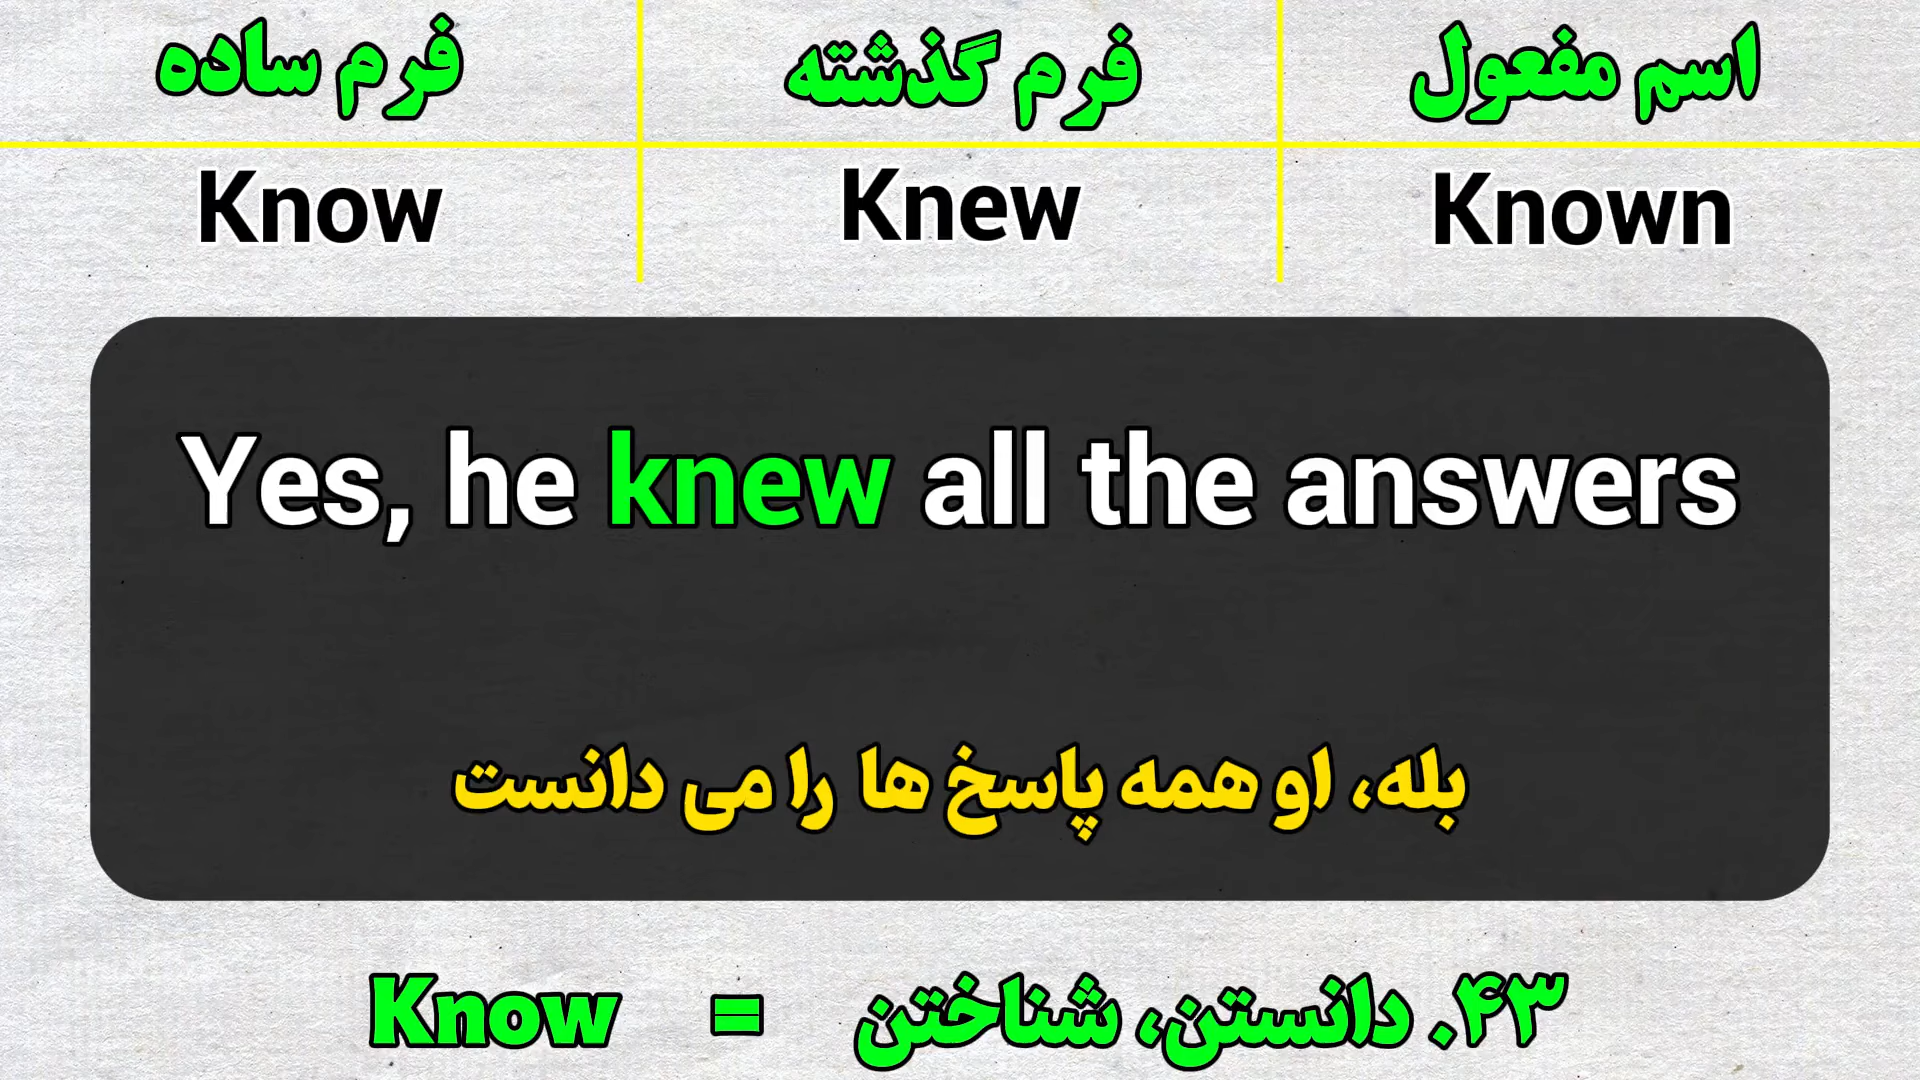 فرم ساده فرم گذشته اسم مفعول
Know Knew Known
Yes, he knew all the answers
بله، او همه پاسخ ها را می دانست
۴۳. دانستن، شناختن = Know